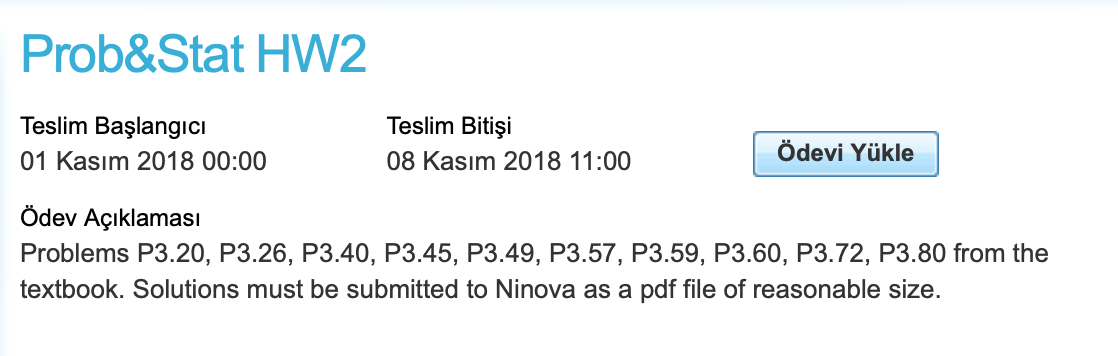 Prob&Stat HW2
Teslim Başlangıcı
01 Kasım 2018 00:00
Teslim Bitişi
08 Kasım 2018 11:00
Ödevi Yükle
Ödev Açıklaması
Problems P3.20, P3.26, P3.40, P3.45, P3.49, P3.57, P3.59, P3.60, P3.72, P3.80 from the
textbook. Solutions must be submitted to Ninova as a pdf file of reasonable size.